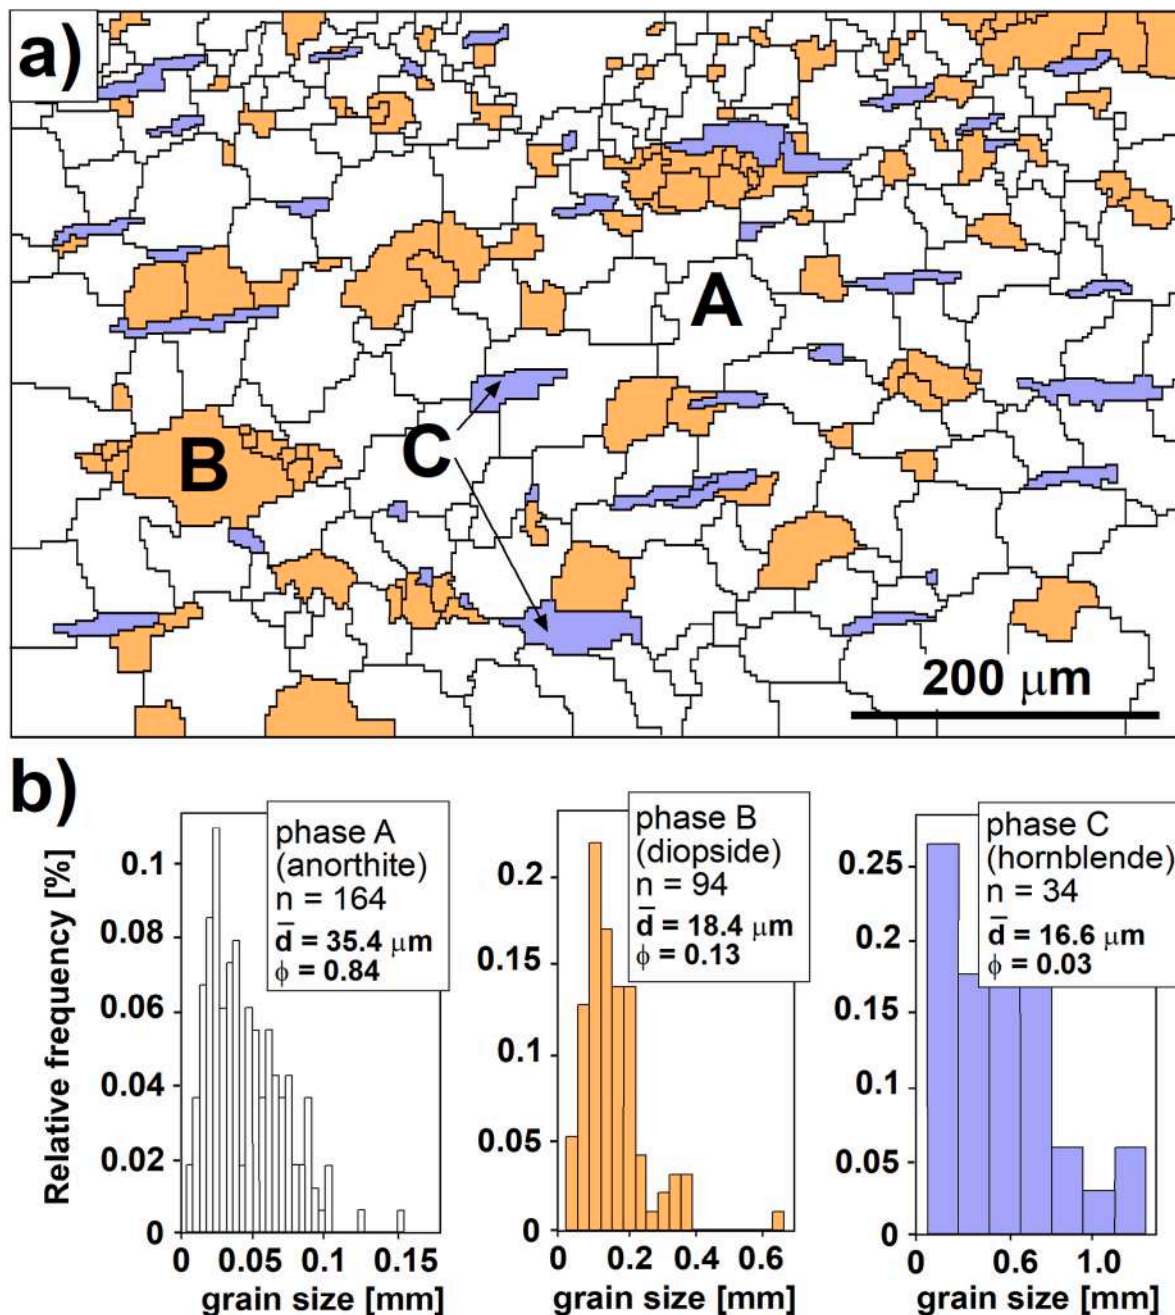 a)
A
B
C
200 μm
b)
Relative frequency [%]
phase A
(anorthite)
n = 164
d̄ = 35.4 μm
ϕ = 0.84
0.1
0.08
0.06
0.04
0.02
0
0 0.05 0.1 0.15
grain size [mm]
phase B
(diopside)
n = 94
d̄ = 18.4 μm
ϕ = 0.13
0.2
0.15
0.1
0.05
0
0 0.2 0.4 0.6
grain size [mm]
phase C
(hornblende)
n = 34
d̄ = 16.6 μm
ϕ = 0.03
0.25
0.2
0.15
0.1
0.05
0
0 0.6 1.0
grain size [mm]